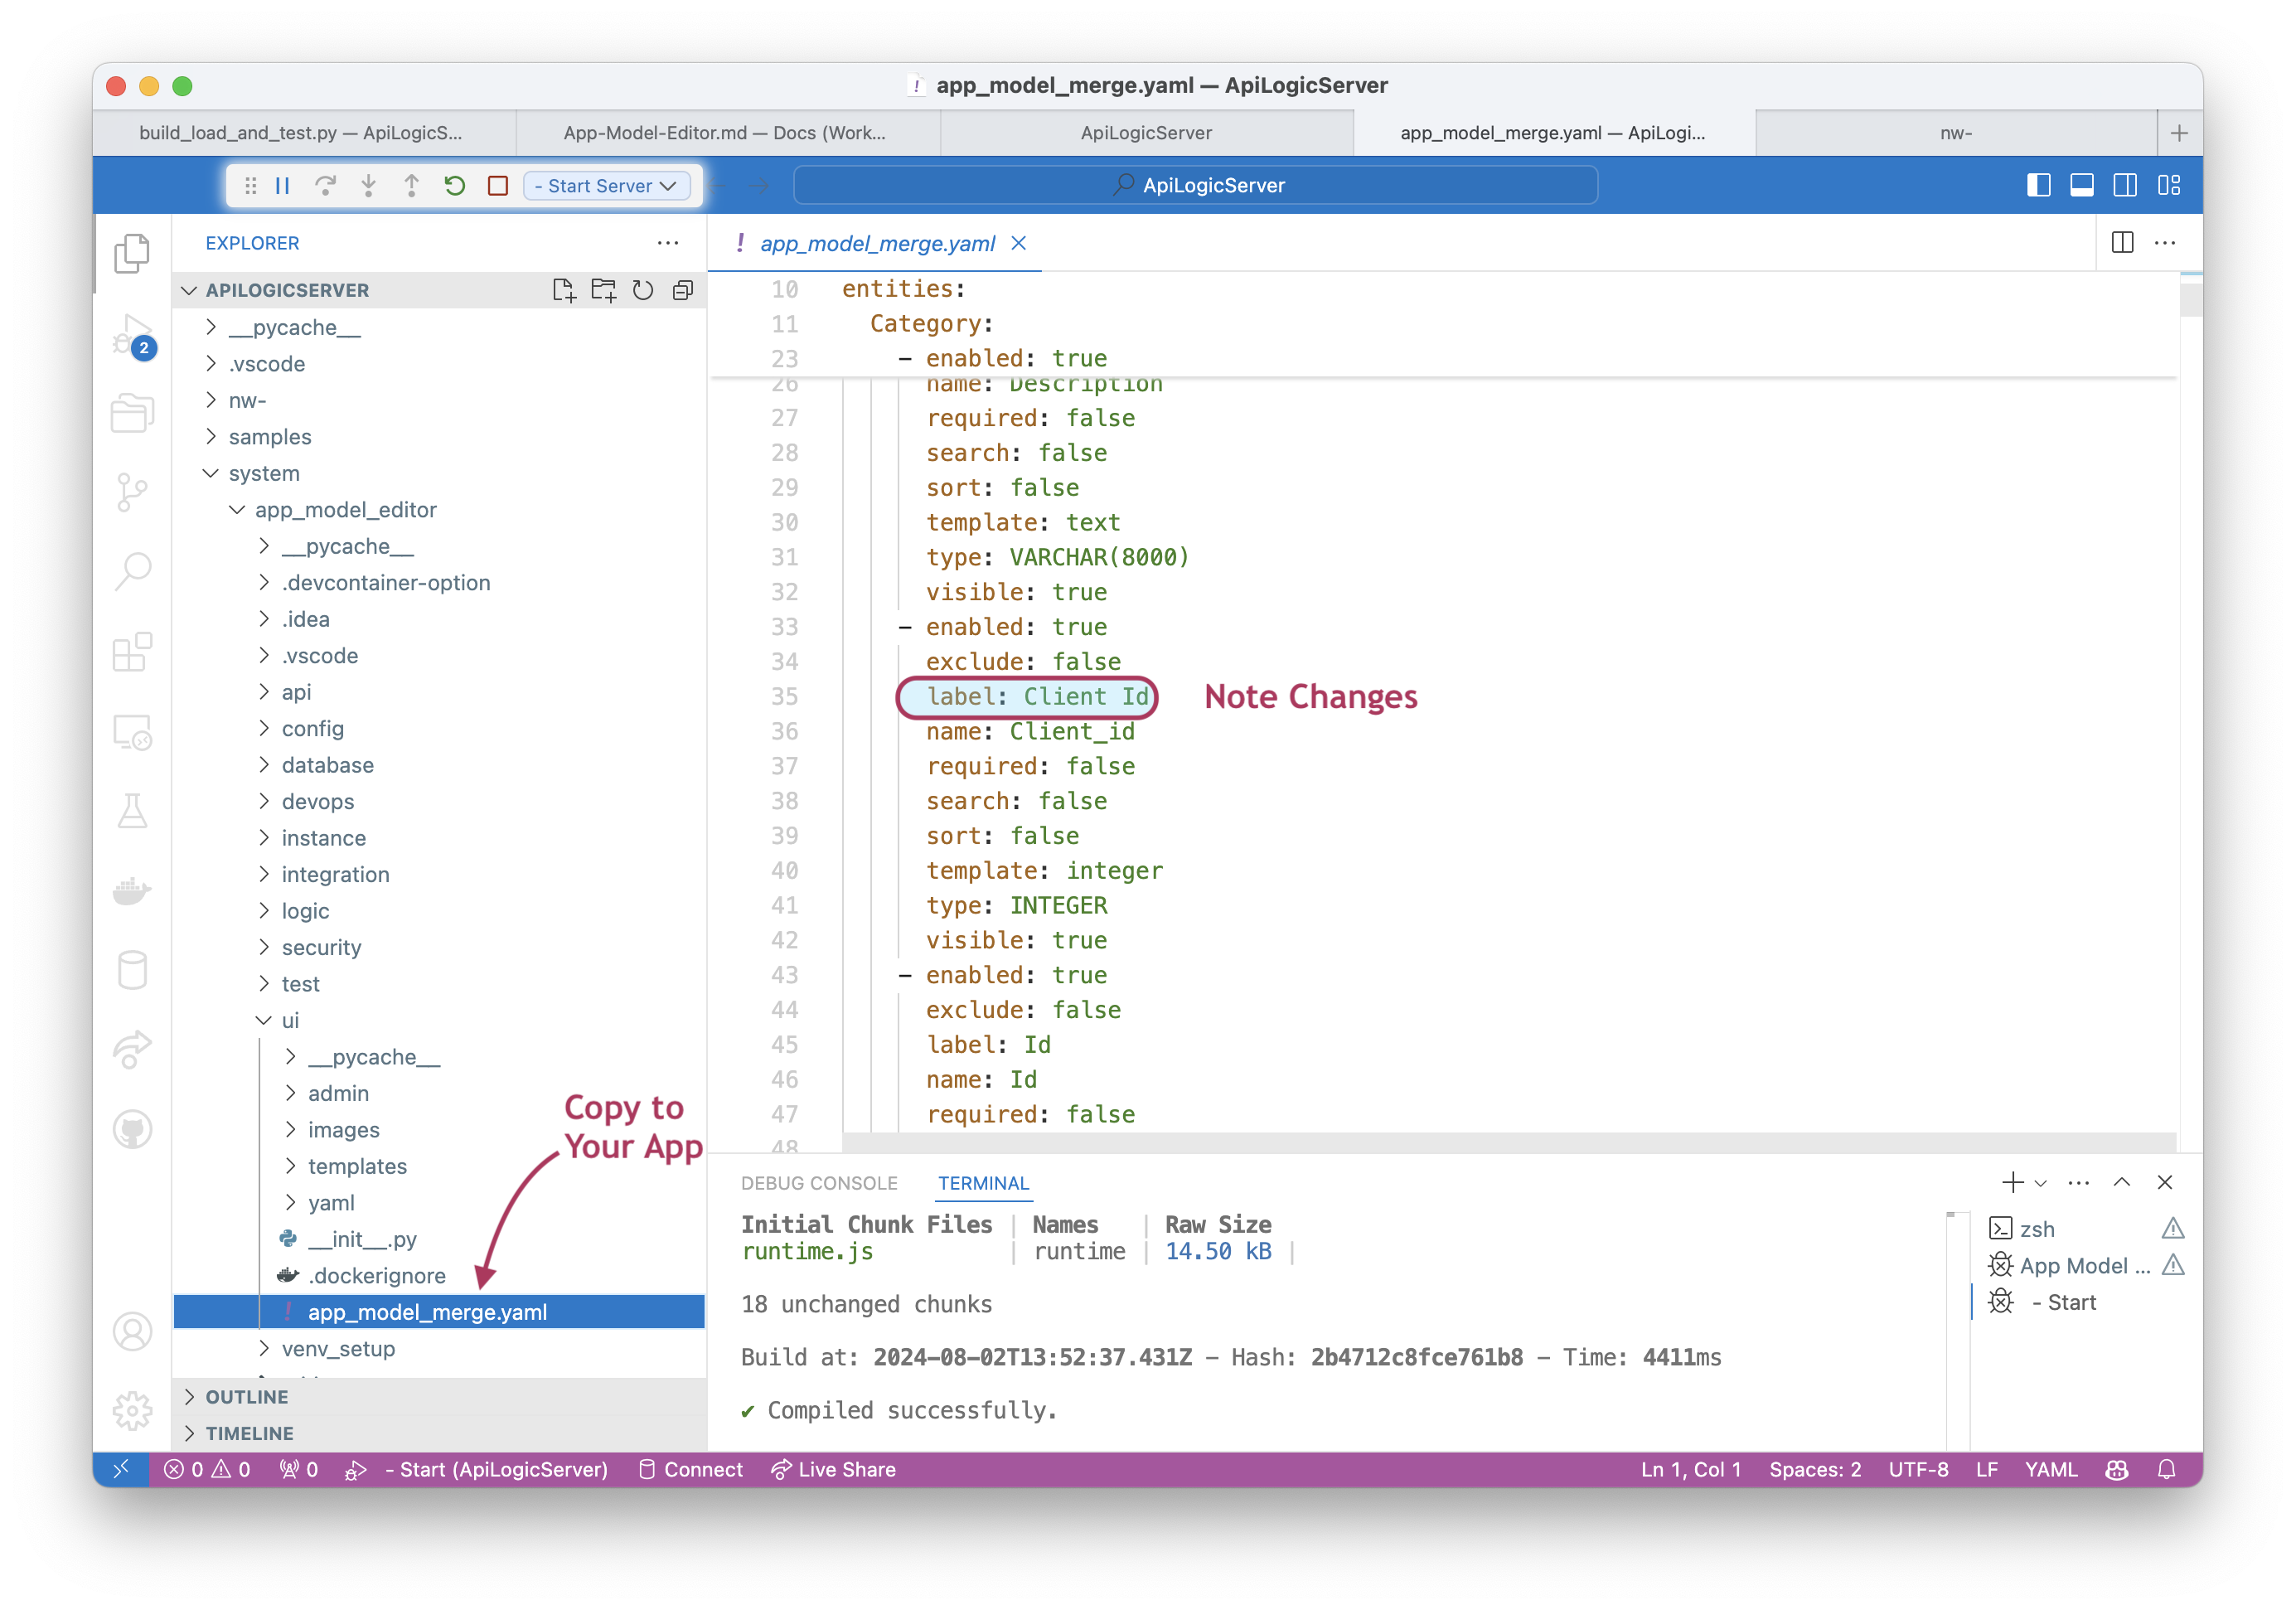 app_model_merge.yaml — ApiLogicServer
build_load_and_test.py — ApiLogicS...
App-Model-Editor.md — Docs (Work...
ApiLogicServer
app_model_merge.yaml — ApiLogi...
nw-
- Start Server
ApiLogicServer
EXPLORER
APILOGICSERVER
__pycache__
.vscode
nw-
samples
system
app_model_editor
__pycache__
.devcontainer-option
.idea
.vscode
api
config
database
devops
instance
integration
logic
security
test
ui
__pycache__
admin
images
templates
yaml
__init__.py
.dockerignore
! app_model_merge.yaml
venv_setup
OUTLINE
TIMELINE
2
Copy to
Your App
! app_model_merge.yaml
10 entities:
11 Category:
23 - enabled: true
26 name: Description
27 required: false
28 search: false
29 sort: false
30 template: text
31 type: VARCHAR(8000)
32 visible: true
33 - enabled: true
34 exclude: false
35 label: Client Id
Note Changes
36 name: Client_id
37 required: false
38 search: false
39 sort: false
40 template: integer
41 type: INTEGER
42 visible: true
43 - enabled: true
44 exclude: false
45 label: Id
46 name: Id
47 required: false
48
DEBUG CONSOLE
TERMINAL
Initial Chunk Files | Names | Raw Size
runtime.js | runtime | 14.50 kB |
18 unchanged chunks
Build at: 2024-08-02T13:52:37.431Z - Hash: 2b4712c8fce761b8 - Time: 4411ms
✔ Compiled successfully.
zsh
App Model ...
- Start
0 0 0 - Start (ApiLogicServer) Connect Live Share
Ln 1, Col 1 Spaces: 2 UTF-8 LF YAML